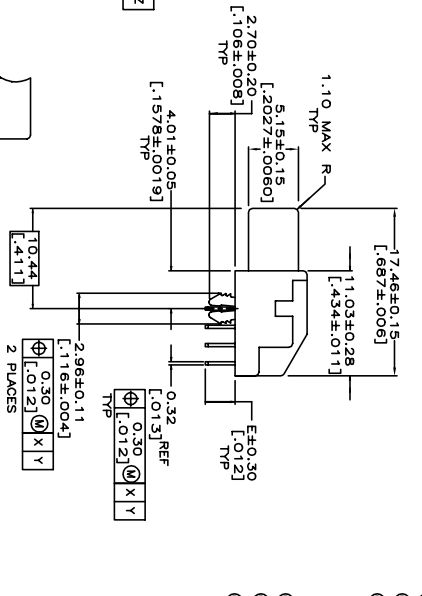 Z
2.70±0.20
[.106±.008]
TYP
1.10 MAX R
TYP
5.15±0.15
[.2027±.0060]
4.01±0.05
[.1578±.0019]
TYP
17.46±0.15
[.687±.006]
11.03±0.28
[.434±.011]
10.44
[.411]
2.96±0.11
[.116±.004]
0.30
[.012] Ⓜ X Y
2 PLACES
0.32
[.013] REF
0.30
[.012] Ⓜ X Y
TYP
E±0.30
[.012]
TYP